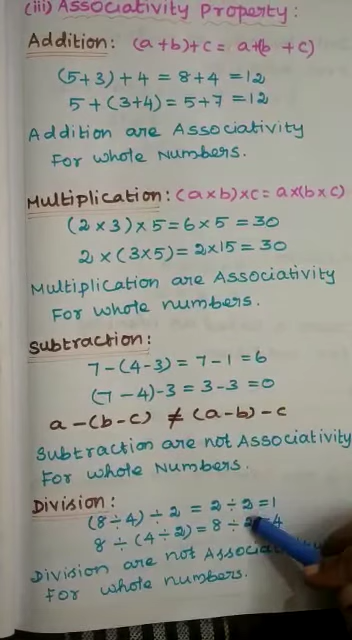 (iii) Associativity Property:
Addition: (a+b)+c = a+(b+c)
(5+3)+4 = 8+4 = 12
5+(3+4) = 5+7 = 12
Addition are Associativity
For whole Numbers.
Multiplication: (a×b)×c = a×(b×c)
(2×3)×5 = 6×5 = 30
2×(3×5) = 2×15 = 30
Multiplication are Associativity
For whole numbers.
Subtraction:
7-(4-3) = 7-1 = 6
(7-4)-3 = 3-3 = 0
a-(b-c) ≠ (a-b)-c
Subtraction are not Associativity
For whole Numbers.
Division:
(8÷4)÷2 = 2÷2 = 1
8÷(4÷2) = 8÷2 = 4
Division are not
For whole numbers.